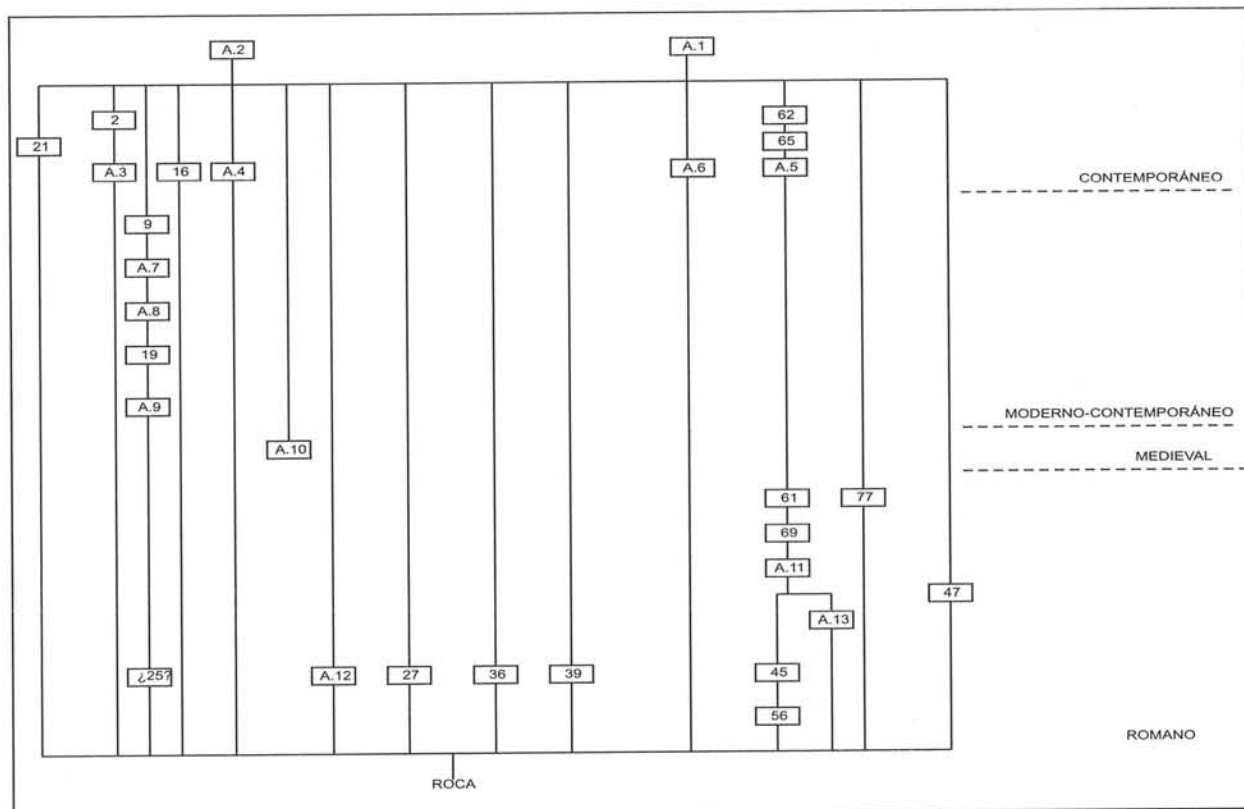 A.2 A.1
2 62
21 65
A.3 16 A.4 A.6 A.5
CONTEMPORÁNEO
9
A.7
A.8
19
A.9
MODERNO-CONTEMPORÁNEO
A.10
MEDIEVAL
61 77
69
A.11
47
A.13
¿25? A.12 27 36 39 45
56
ROMANO
ROCA